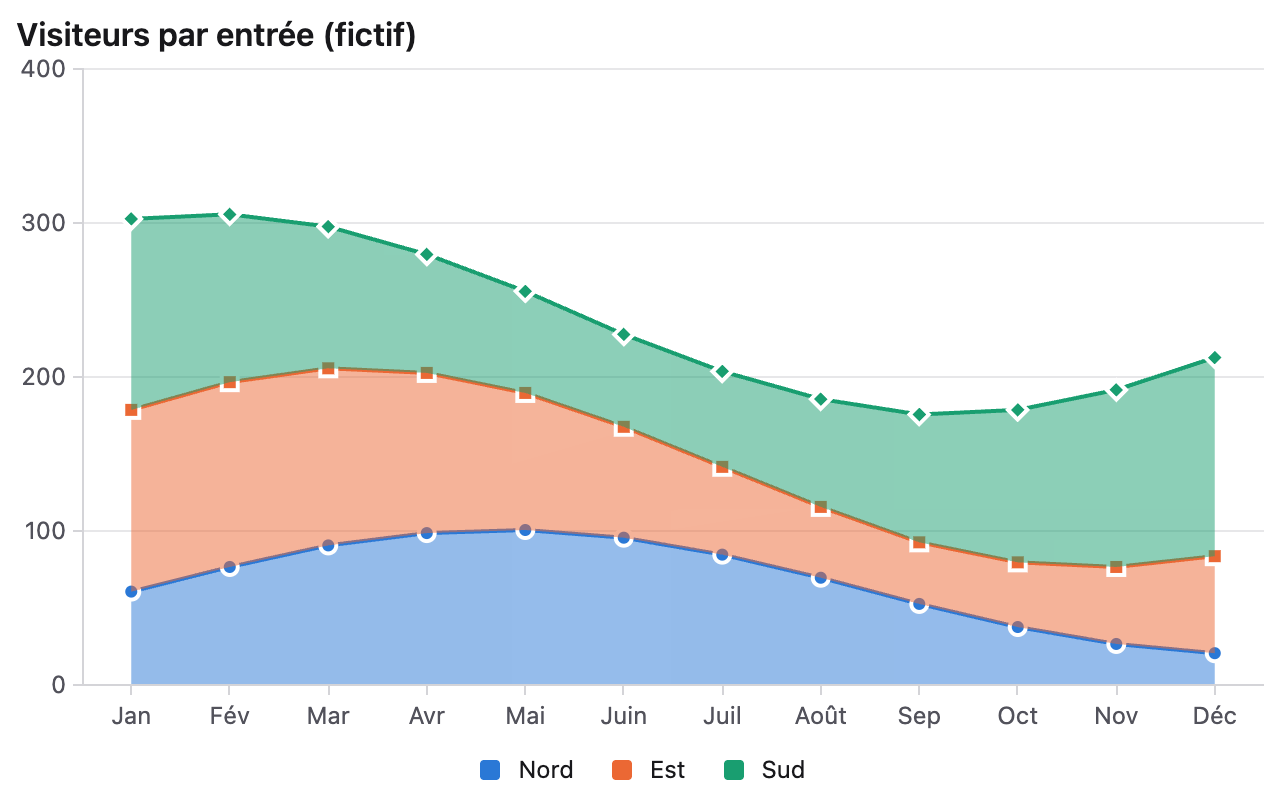 Visiteurs par entrée (fictif)
400
300
200
100
0
Jan Fév Mar Avr Mai Juin Juil Août Sep Oct Nov Déc
Nord Est Sud